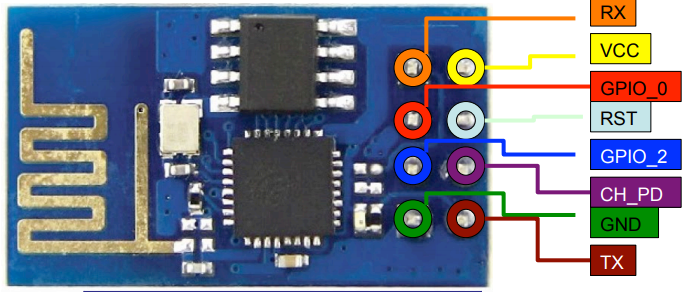 RX
VCC
GPIO_0
RST
GPIO_2
CH_PD
GND
TX